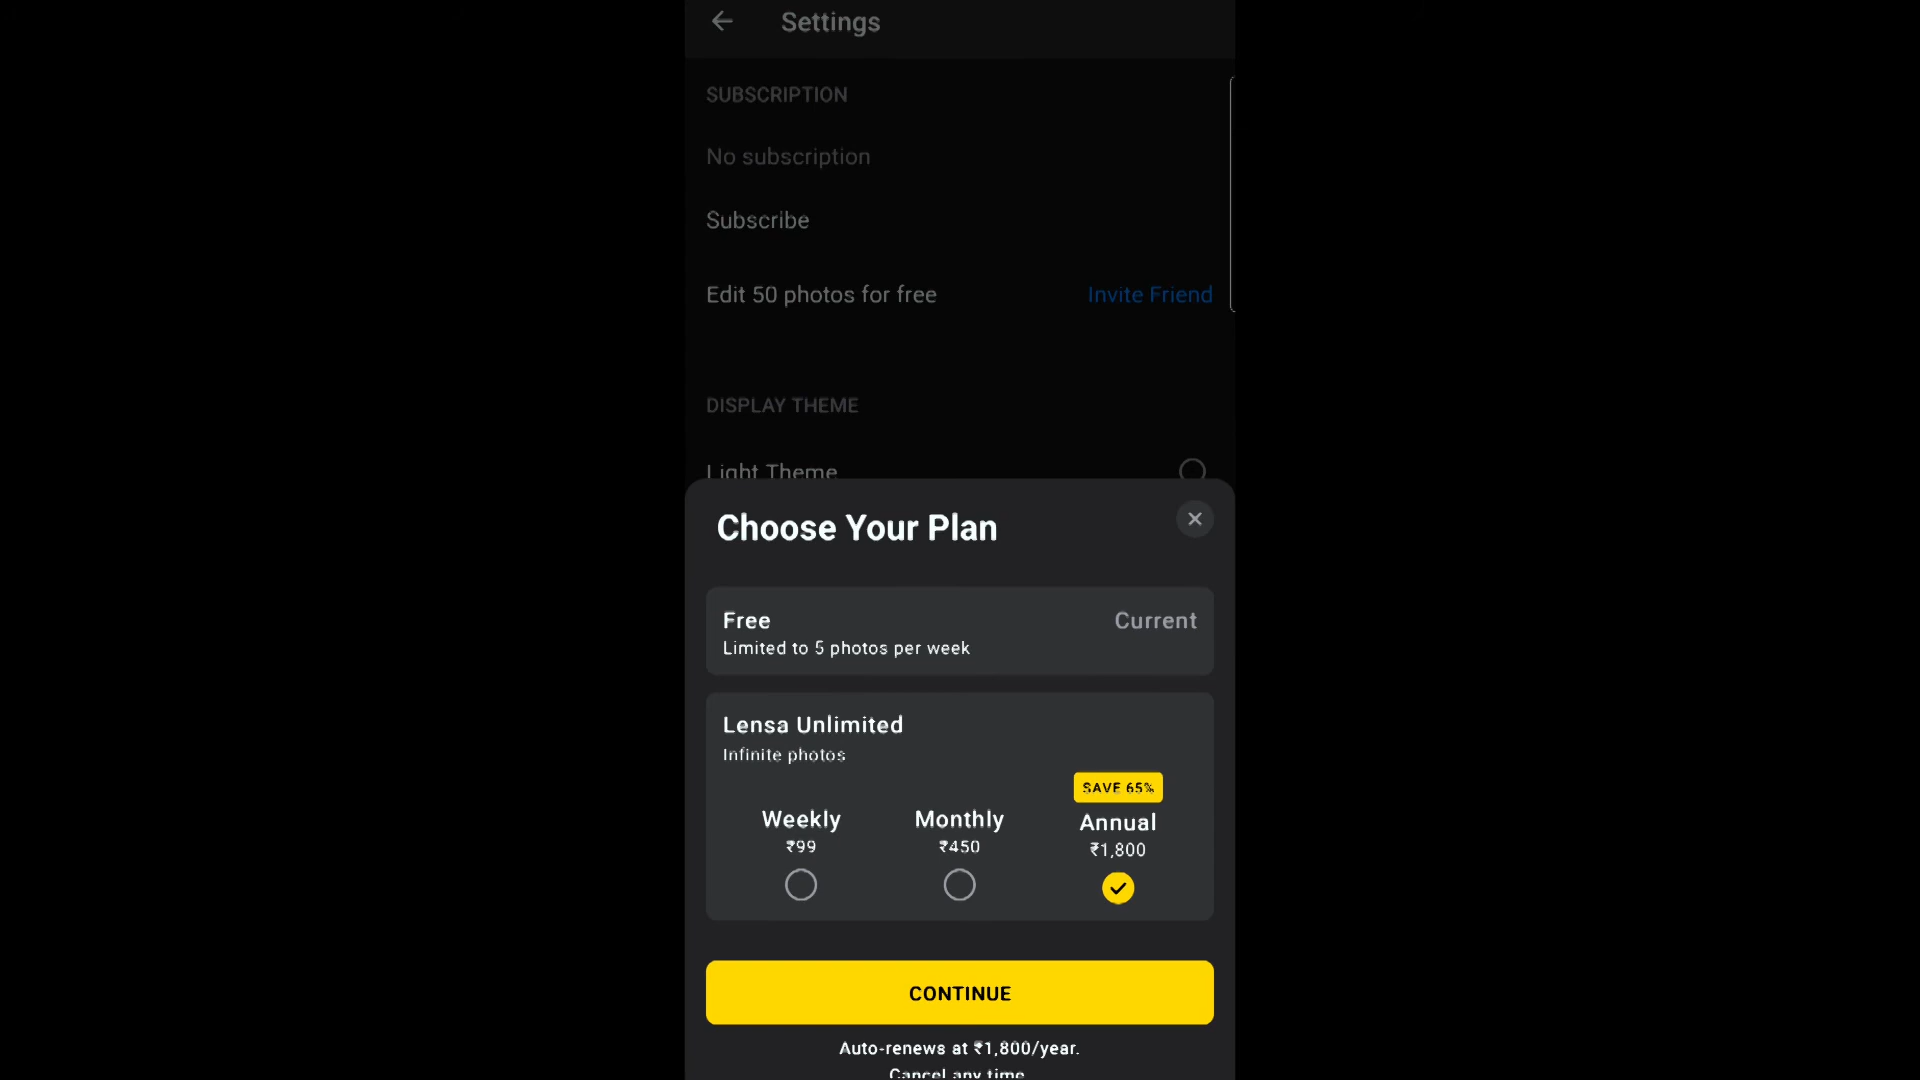 Settings
SUBSCRIPTION
No subscription
Subscribe
Edit 50 photos for free Invite Friend
DISPLAY THEME
Light Theme
Choose Your Plan
Free Current
Limited to 5 photos per week
Lensa Unlimited
Infinite photos
SAVE 65%
Weekly Monthly Annual
₹99 ₹450 ₹1,800
CONTINUE
Auto-renews at ₹1,800/year.
Cancel any time